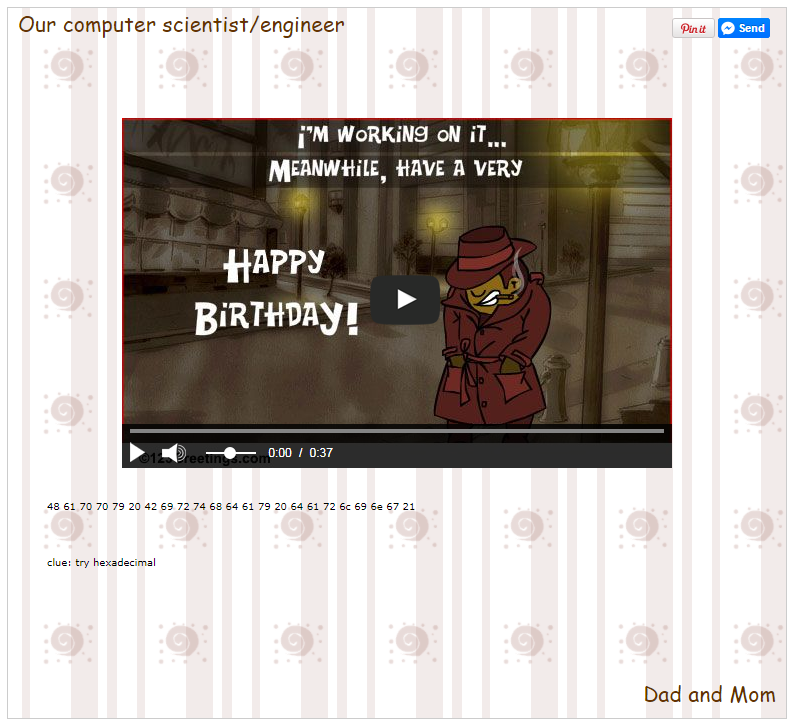 Our computer scientist/engineer
Pin it
Send
i"m working on it...
Meanwhile, have a very
Happy
Birthday!
0:00 / 0:37
48 61 70 70 79 20 42 69 72 74 68 64 61 79 20 64 61 72 6c 69 6e 67 21
clue: try hexadecimal
Dad and Mom